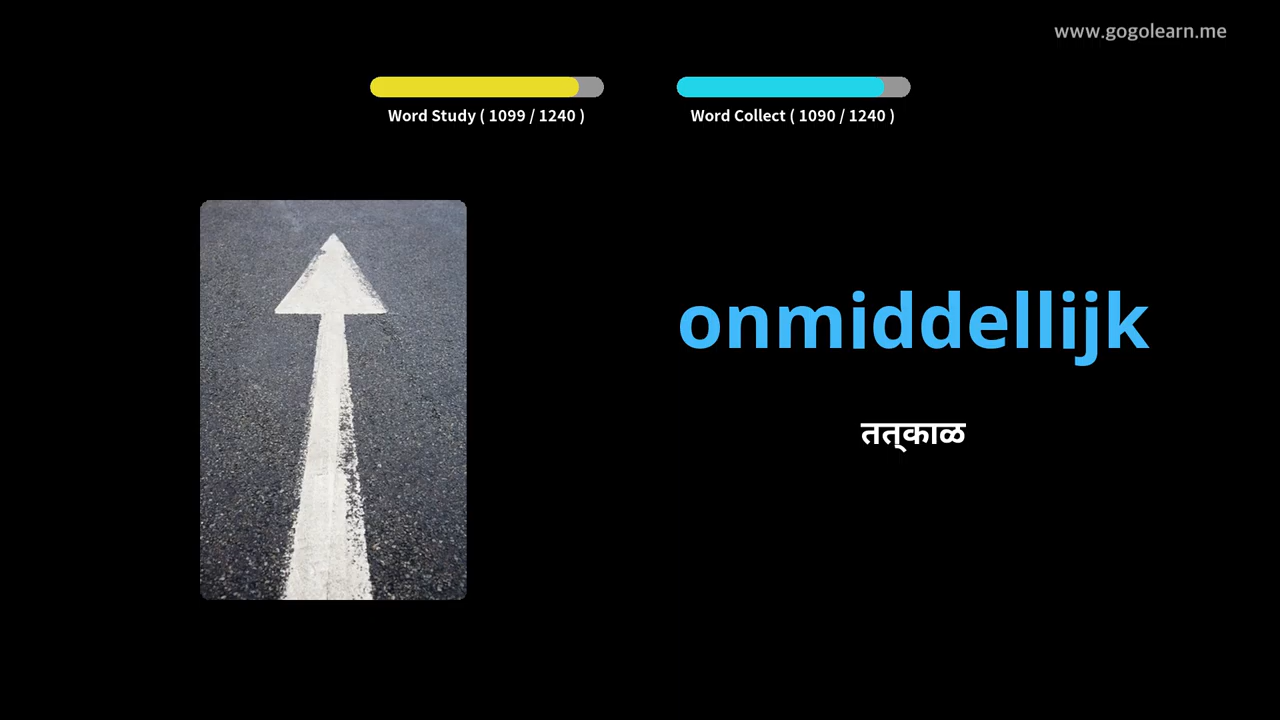 www.gogolearn.me
Word Study ( 1099 / 1240 )
Word Collect ( 1090 / 1240 )
onmiddellijk
तत्काळ